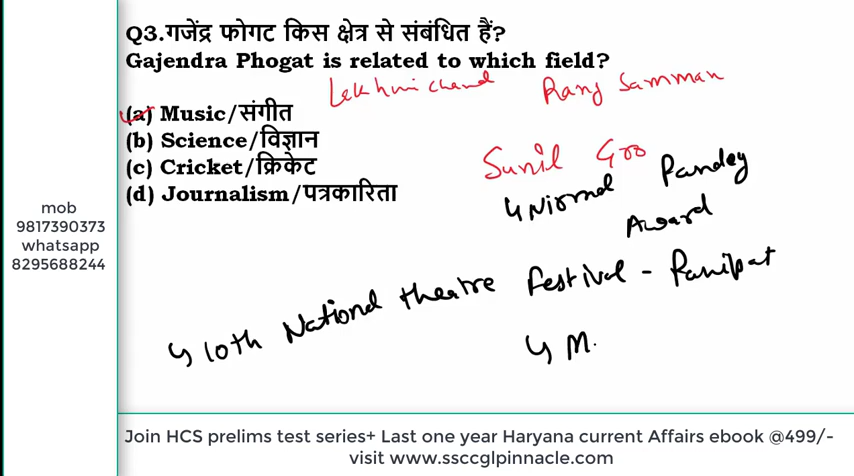 Q3.गजेंद्र फोगट किस क्षेत्र से संबंधित हैं?
Gajendra Phogat is related to which field?
Lekhmi chand Rang Samman
(a) Music/संगीत
(b) Science/विज्ञान
(c) Cricket/क्रिकेट
(d) Journalism/पत्रकारिता
Sunil
Nirmal Pandey
Award
mob
9817390373
whatsapp
8295688244
10th National theatre Festival - Panipat
M
Join HCS prelims test series+ Last one year Haryana current Affairs ebook @499/-
visit www.ssccglpinnacle.com